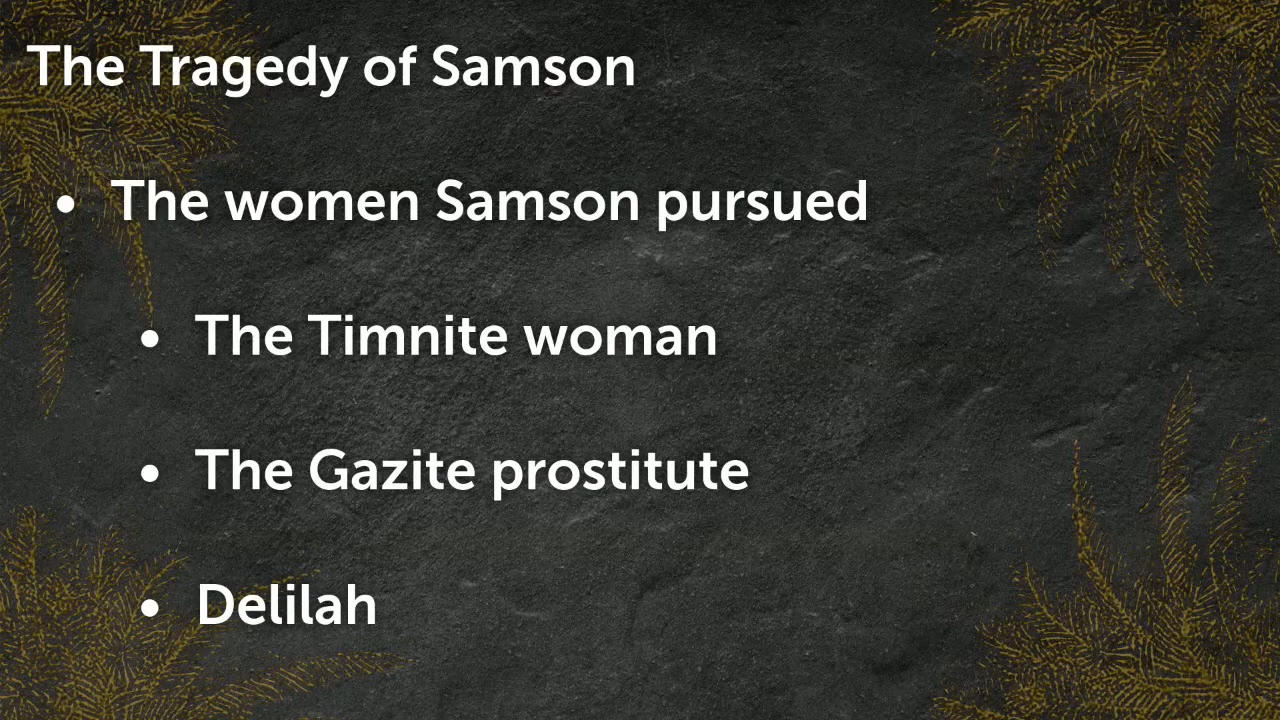 The Tragedy of Samson
• The women Samson pursued
• The Timnite woman
• The Gazite prostitute
• Delilah